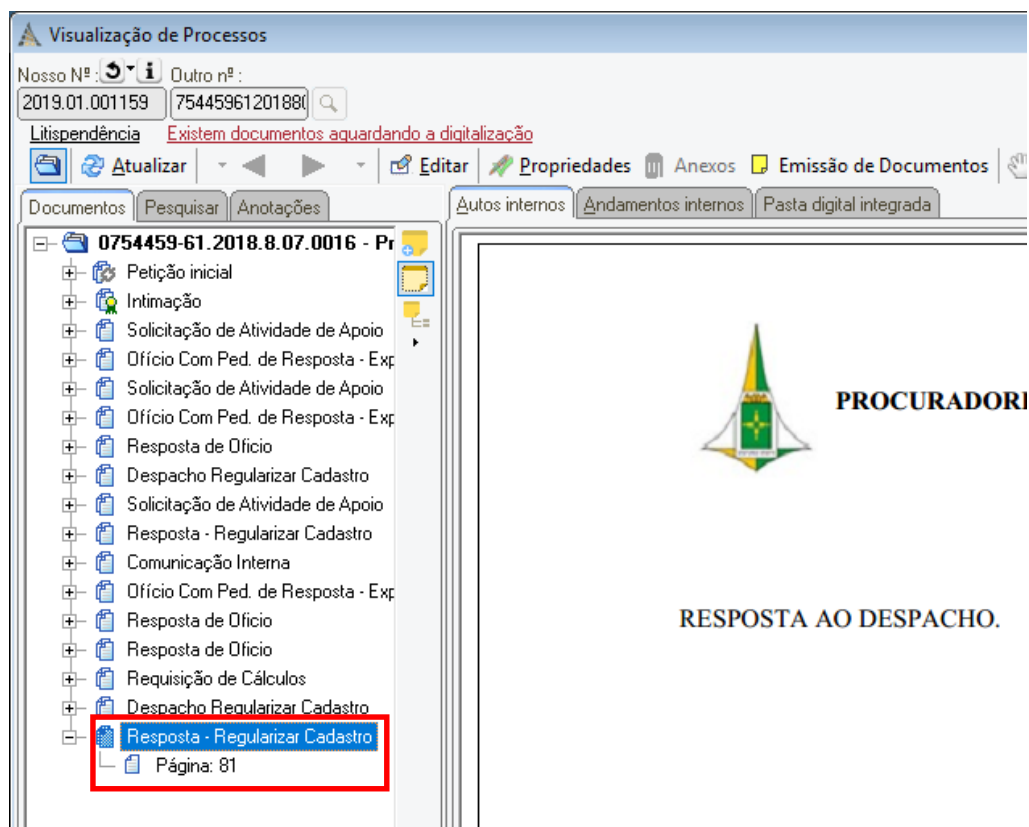 Visualização de Processos
Nosso Nº : Outro nº :
2019.01.001159 7544596120188(
Litispendência Existem documentos aguardando a digitalização
Atualizar Editar Propriedades Anexos Emissão de Documentos
Documentos Pesquisar Anotações Autos internos Andamentos internos Pasta digital integrada
0754459-61.2018.8.07.0016 - Pr
Petição inicial
Intimação
Solicitação de Atividade de Apoio
Ofício Com Ped. de Resposta - Exp
Solicitação de Atividade de Apoio
Ofício Com Ped. de Resposta - Exp
Resposta de Oficio
Despacho Regularizar Cadastro
Solicitação de Atividade de Apoio
Resposta - Regularizar Cadastro
Comunicação Interna
Ofício Com Ped. de Resposta - Exp
Resposta de Oficio
Resposta de Oficio
Requisição de Cálculos
Despacho Regularizar Cadastro
Resposta - Regularizar Cadastro
Página: 81
PROCURADORI
RESPOSTA AO DESPACHO.